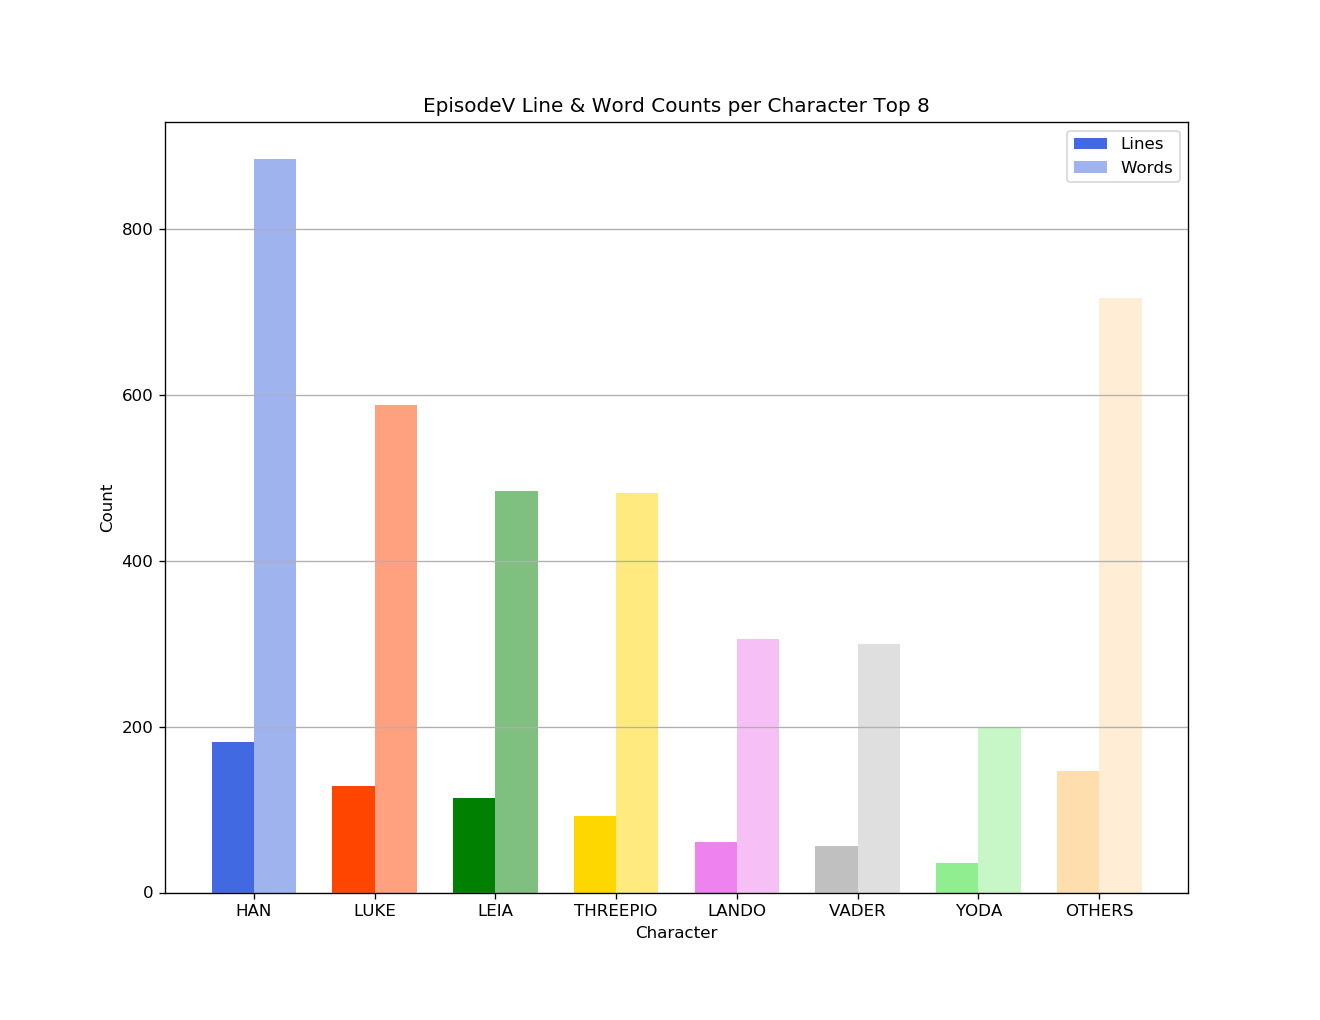 EpisodeV Line & Word Counts per Character Top 8
Lines
Words
800
600
400
200
0
Count
HAN LUKE LEIA THREEPIO LANDO VADER YODA OTHERS
Character